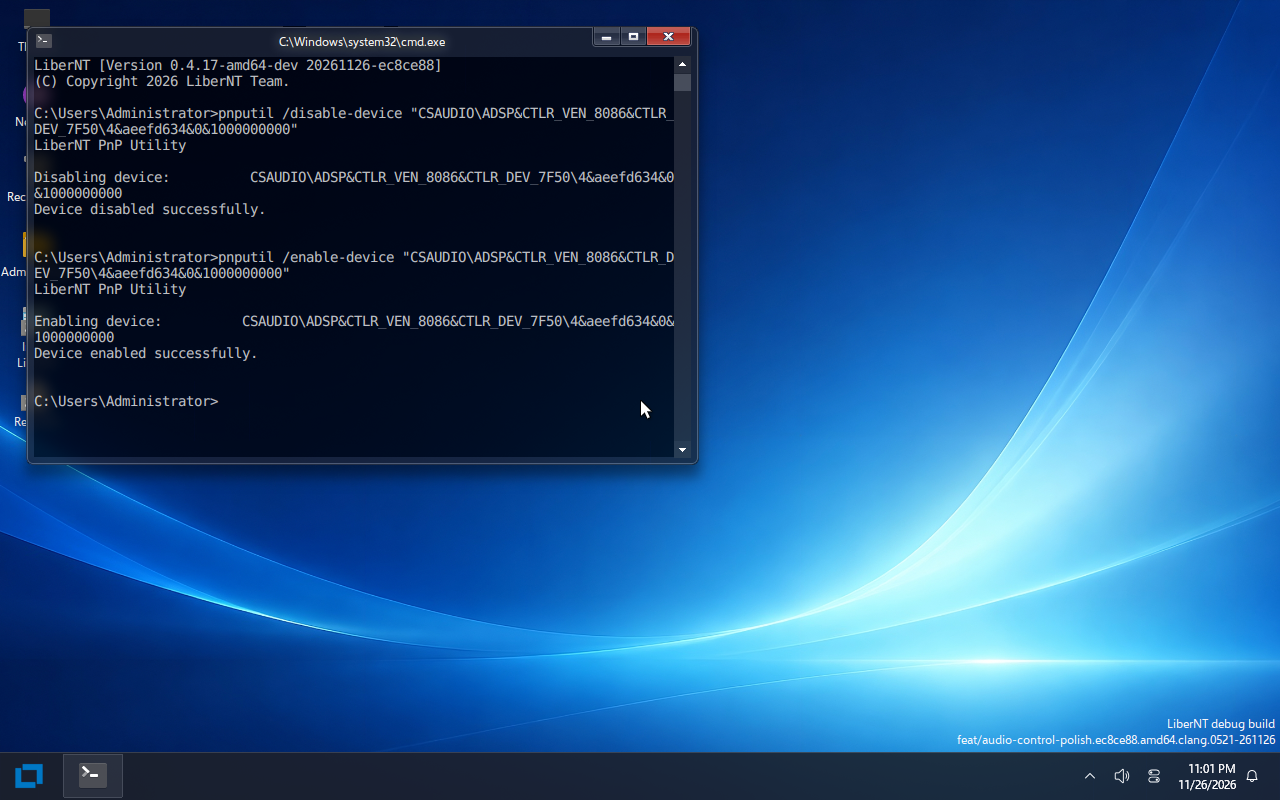 C:\Windows\system32\cmd.exe
LiberNT [Version 0.4.17-amd64-dev 20261126-ec8ce88]
(C) Copyright 2026 LiberNT Team.
C:\Users\Administrator>pnputil /disable-device "CSAUDIO\ADSP&CTLR_VEN_8086&CTLR_
DEV_7F50\4&aeefd634&0&1000000000"
LiberNT PnP Utility
Disabling device:          CSAUDIO\ADSP&CTLR_VEN_8086&CTLR_DEV_7F50\4&aeefd634&0
&1000000000
Device disabled successfully.
C:\Users\Administrator>pnputil /enable-device "CSAUDIO\ADSP&CTLR_VEN_8086&CTLR_D
EV_7F50\4&aeefd634&0&1000000000"
LiberNT PnP Utility
Enabling device:          CSAUDIO\ADSP&CTLR_VEN_8086&CTLR_DEV_7F50\4&aeefd634&0&
1000000000
Device enabled successfully.
C:\Users\Administrator>
LiberNT debug build
feat/audio-control-polish.ec8ce88.amd64.clang.0521-261126
11:01 PM
11/26/2026